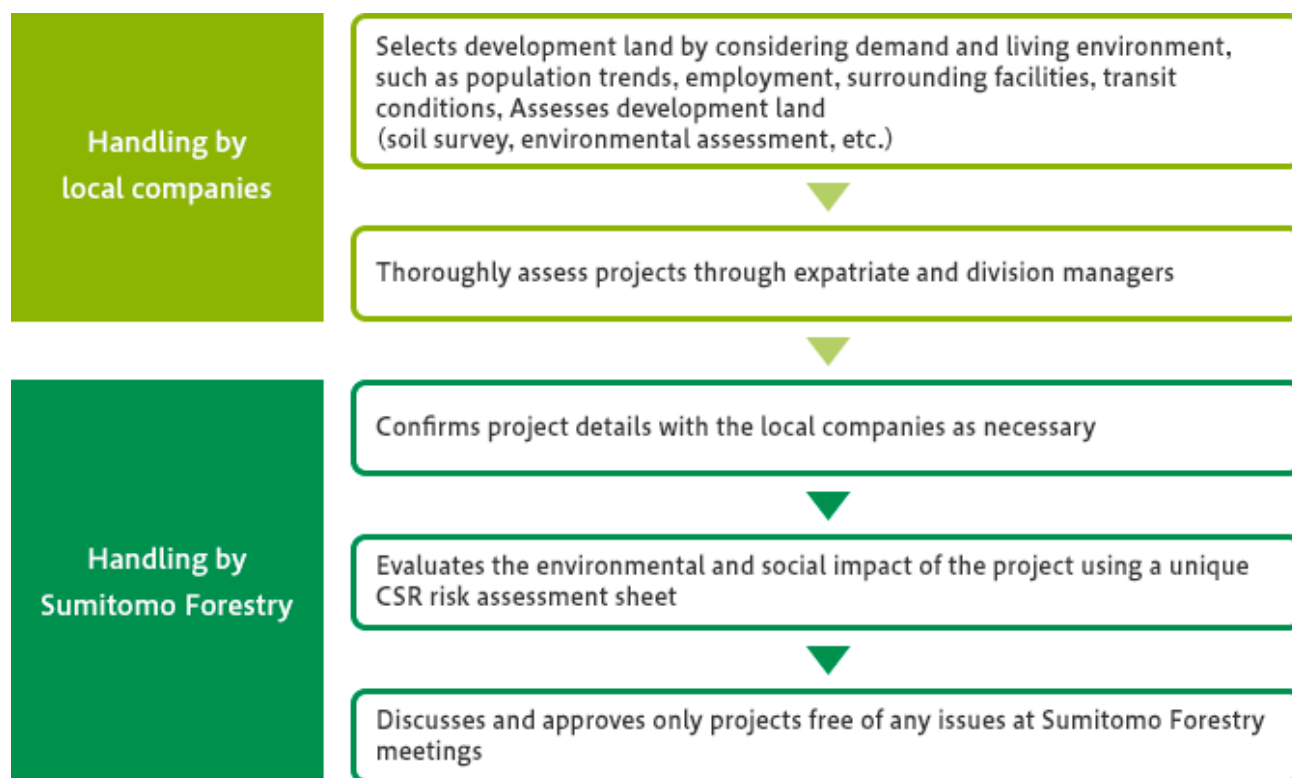 Handling by
local companies
Selects development land by considering demand and living environment,
such as population trends, employment, surrounding facilities, transit
conditions, Assesses development land
(soil survey, environmental assessment, etc.)
Thoroughly assess projects through expatriate and division managers
Handling by
Sumitomo Forestry
Confirms project details with the local companies as necessary
Evaluates the environmental and social impact of the project using a unique
CSR risk assessment sheet
Discusses and approves only projects free of any issues at Sumitomo Forestry
meetings